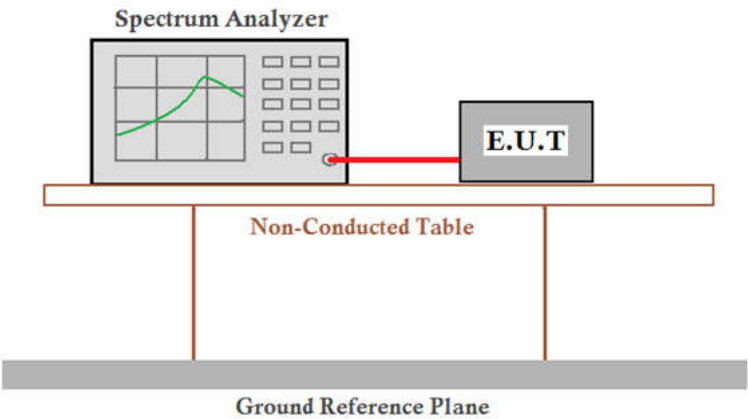 Spectrum Analyzer
E.U.T
Non-Conducted Table
Ground Reference Plane